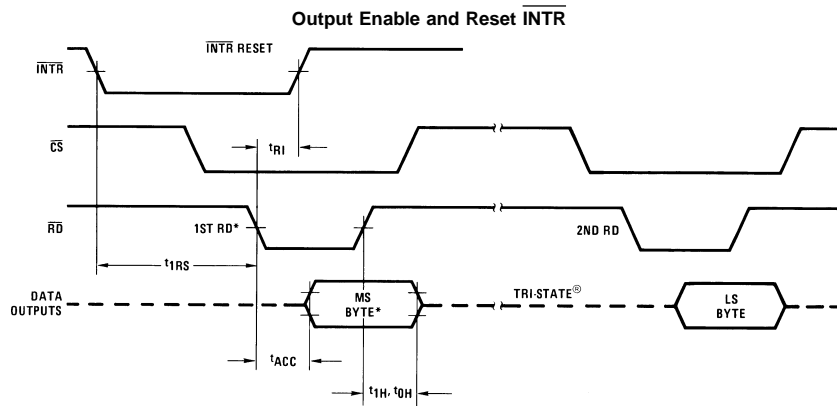 Output Enable and Reset INTR
INTR RESET
INTR
CS
tRI
RD
1ST RD*
2ND RD
t1RS
DATA OUTPUTS
MS BYTE*
TRI-STATE®
LS BYTE
tACC
t1H, t0H